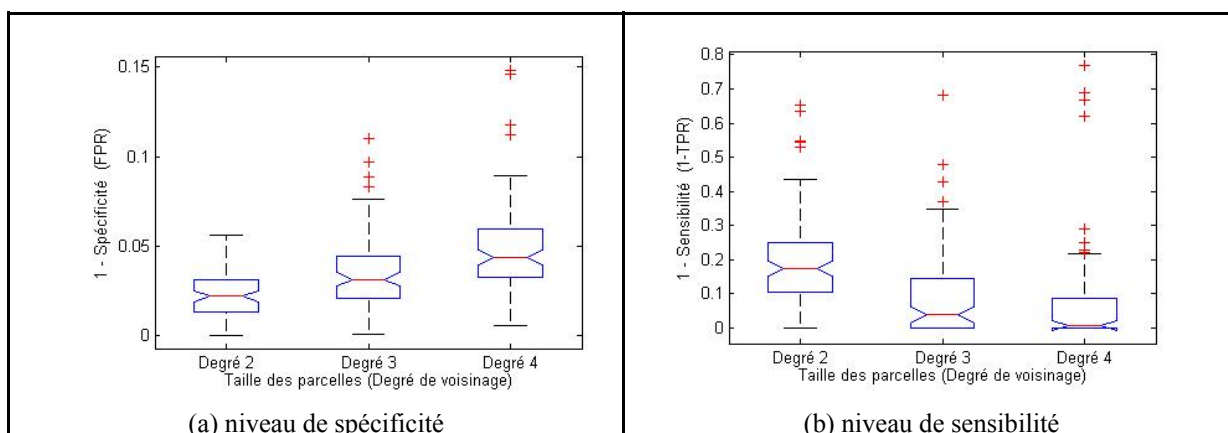 0.15
0.1
0.05
0
1 - Spécificité (FPR)
Degré 2 Degré 3 Degré 4
Taille des parcelles (Degré de voisinage)
(a) niveau de spécificité
0.8
0.7
0.6
0.5
0.4
0.3
0.2
0.1
0
1 - Sensibilité (1-TPR)
Degré 2 Degré 3 Degré 4
Taille des parcelles (Degré de voisinage)
(b) niveau de sensibilité